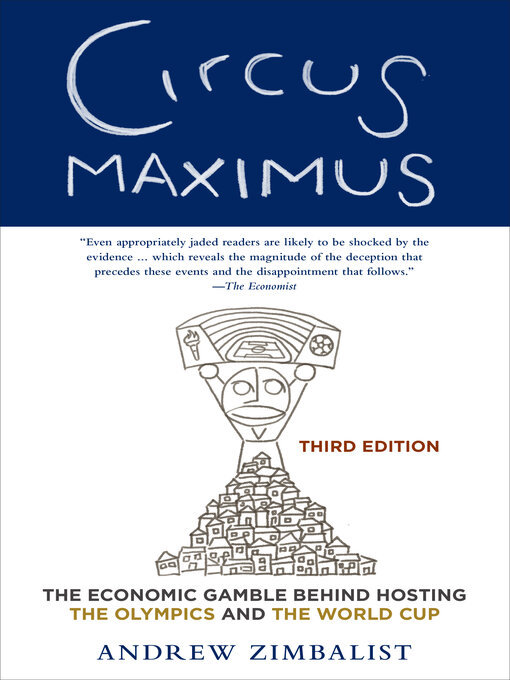 Circus
MAXIMUS
"Even appropriately jaded readers are likely to be shocked by the
evidence ... which reveals the magnitude of the deception that
precedes these events and the disappointment that follows."
—The Economist
THIRD EDITION
THE ECONOMIC GAMBLE BEHIND HOSTING
THE OLYMPICS AND THE WORLD CUP
ANDREW ZIMBALIST